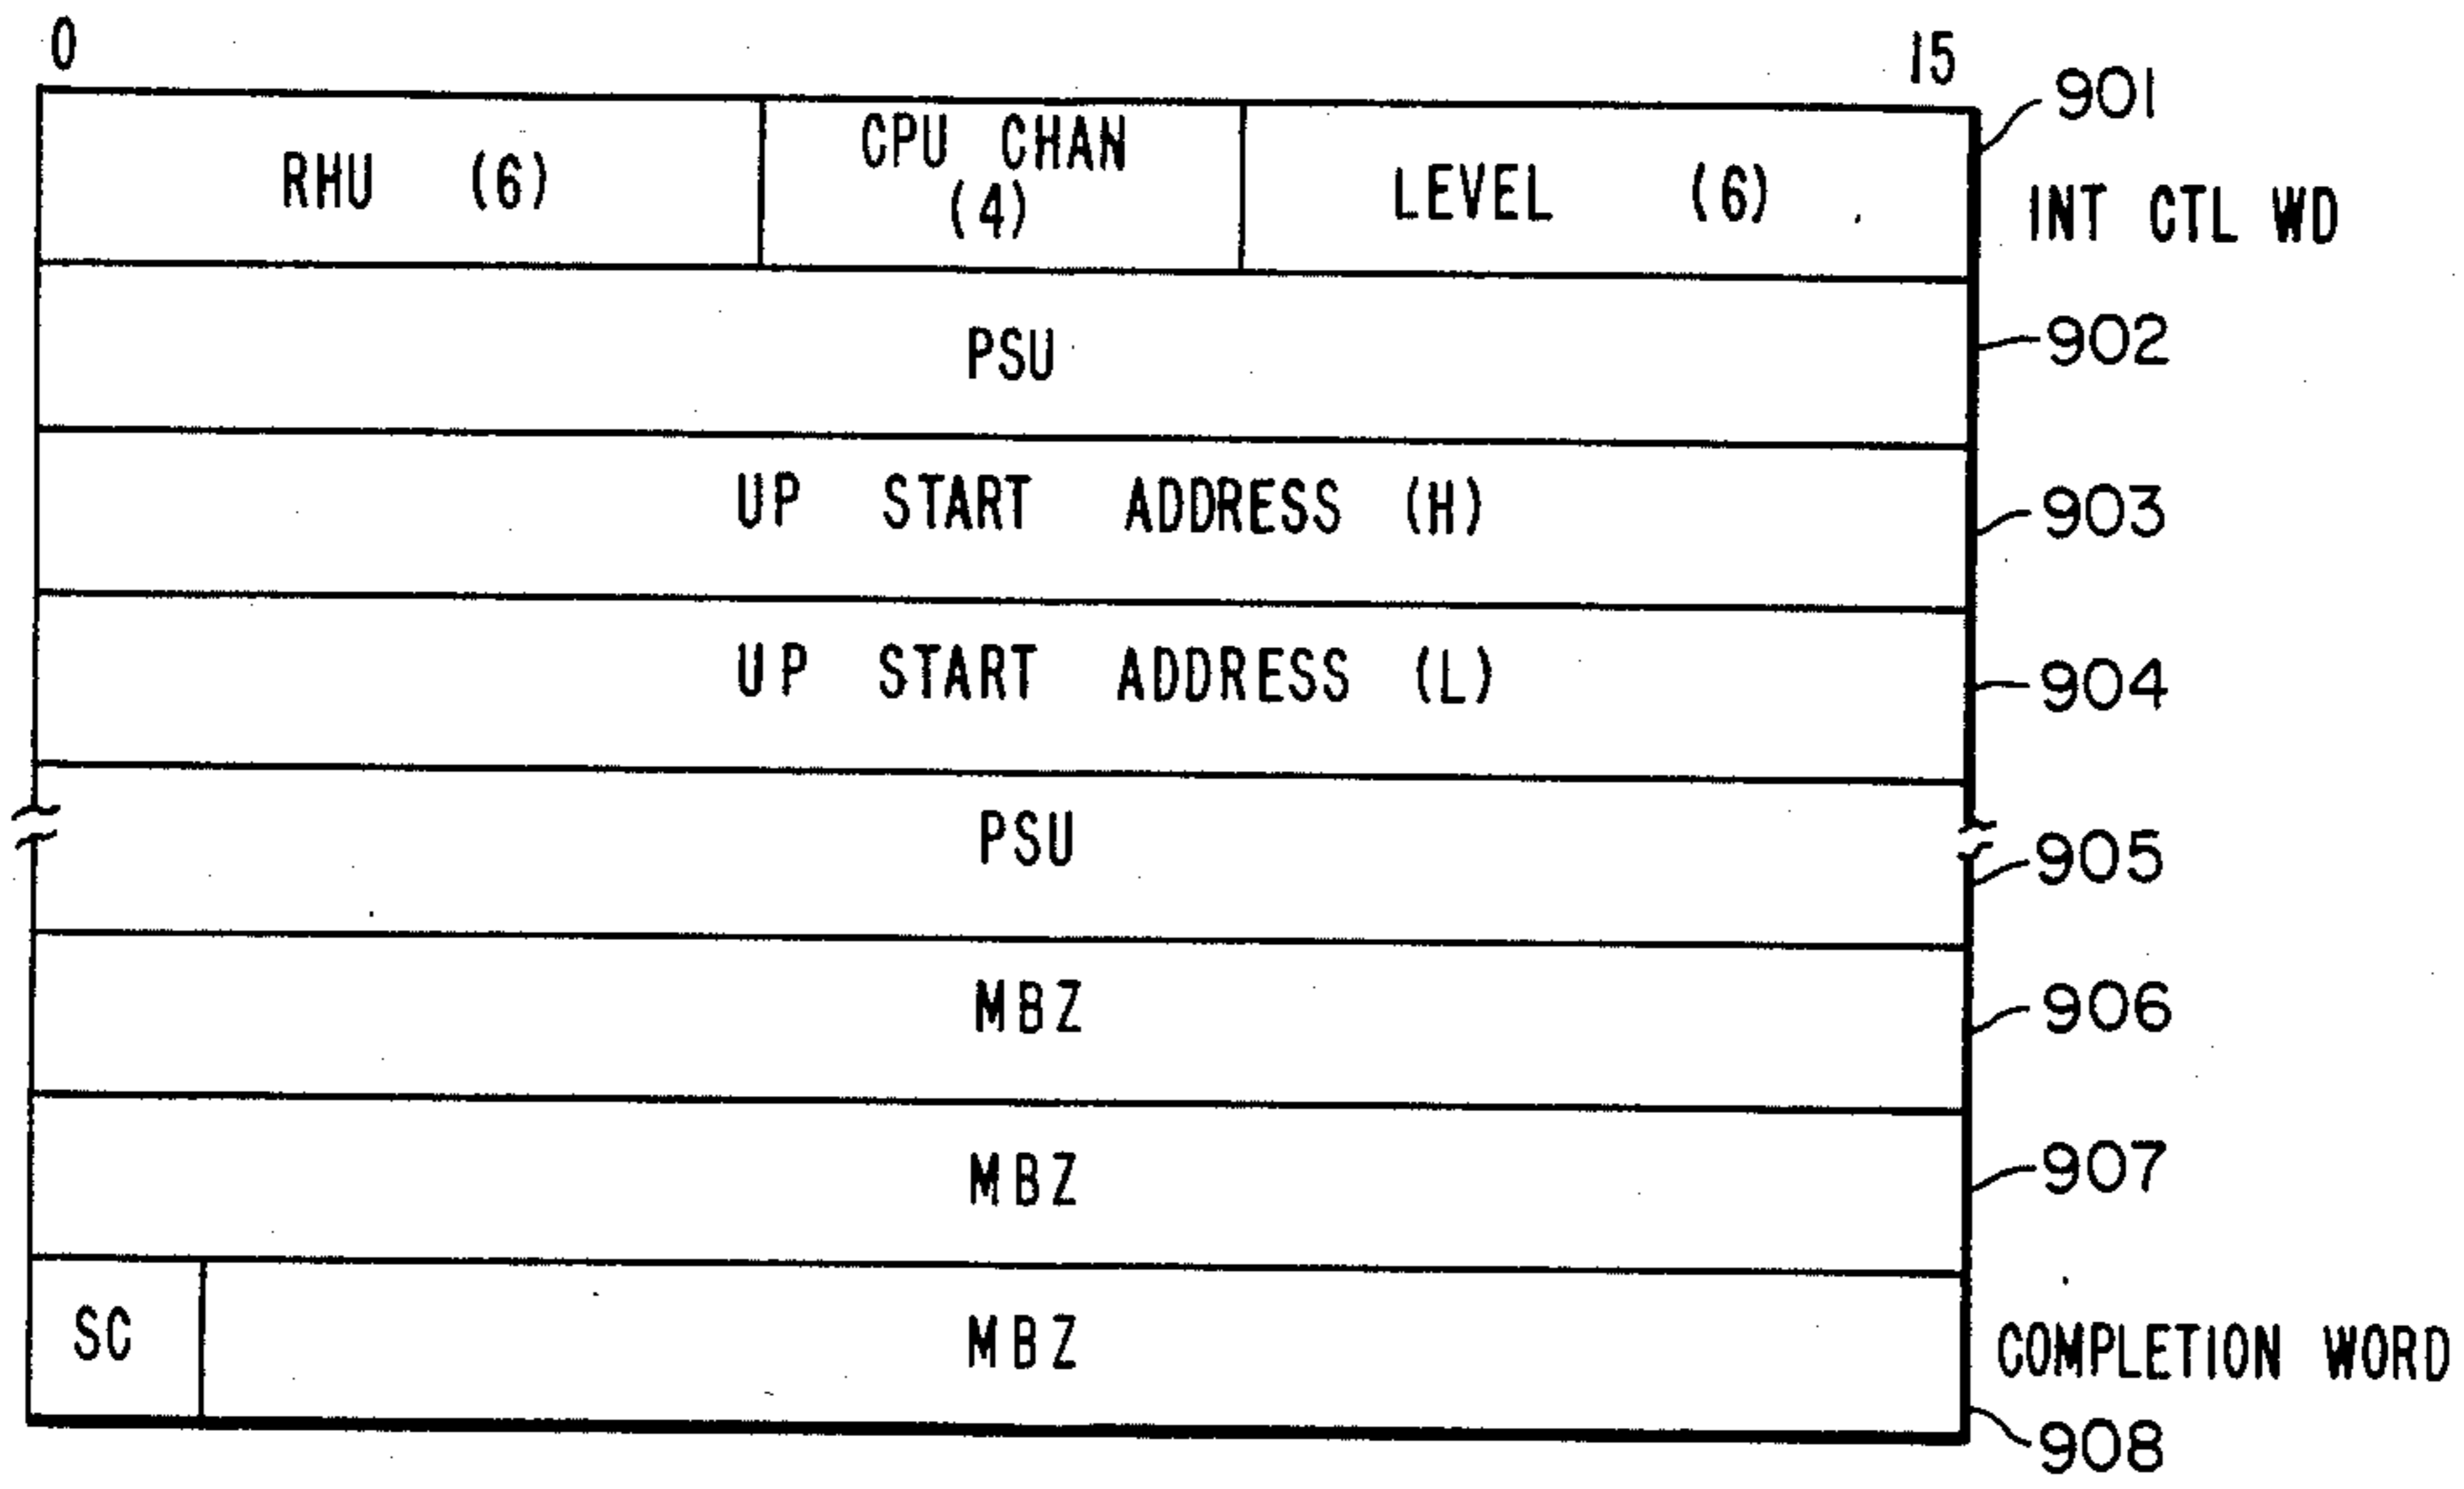 0 15
901
RHU (6) CPU CHAN (4) LEVEL (6) INT CTL WD
PSU 902
UP START ADDRESS (H) 903
UP START ADDRESS (L) 904
PSU 905
MBZ 906
MBZ 907
SC MBZ COMPLETION WORD
908